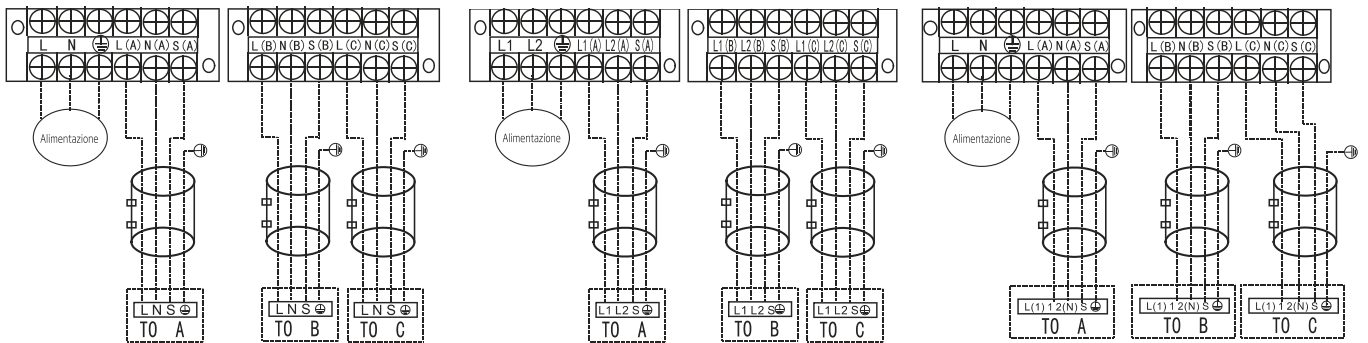 L N L(A) N(A) S(A)
Alimentazione
L N S
TO A
L(B) N(B) S(B) L(C) N(C) S(C)
L N S
TO B
L N S
TO C
L1 L2 L1(A) L2(A) S(A)
Alimentazione
L1 L2 S
TO A
L1(B) L2(B) S(B) L1(C) L2(C) S(C)
L1 L2 S
TO B
L1 L2 S
TO C
L N L(A) N(A) S(A)
Alimentazione
L(1) 1 2(N) S
TO A
L(B) N(B) S(B) L(C) N(C) S(C)
L(1) 1 2(N) S
TO B
L(1) 1 2(N) S
TO C